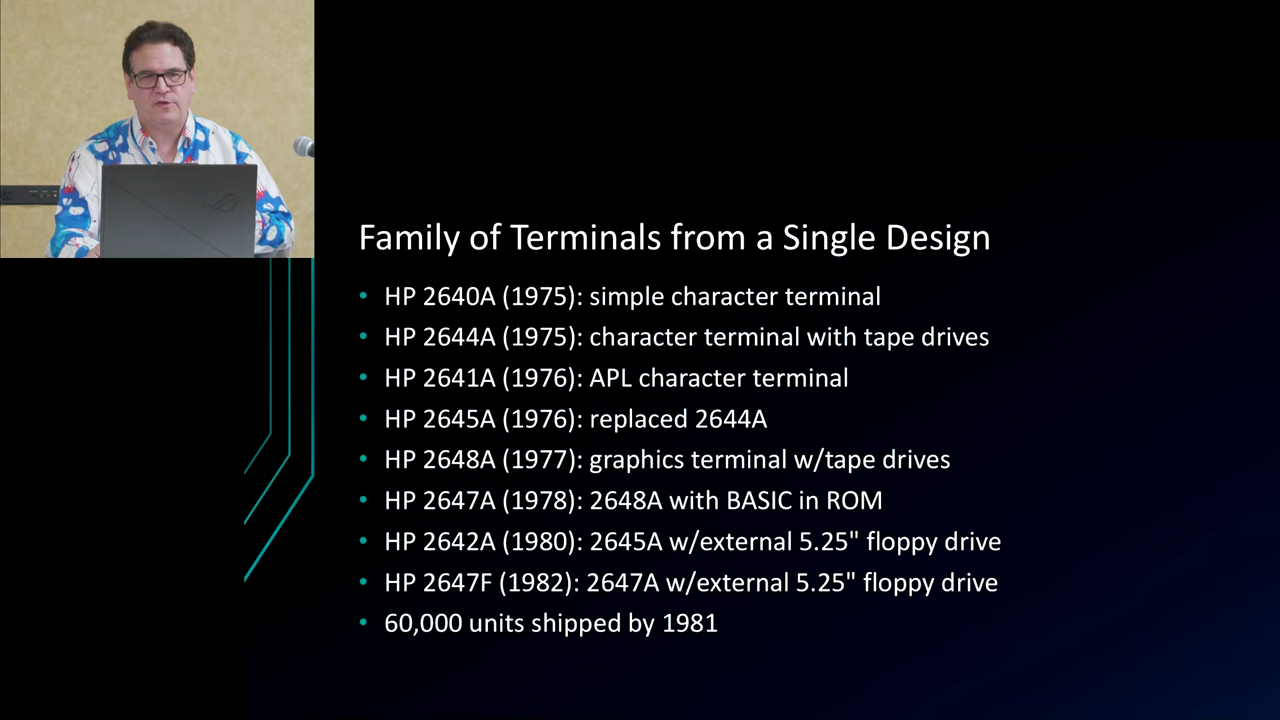 Family of Terminals from a Single Design
• HP 2640A (1975): simple character terminal
• HP 2644A (1975): character terminal with tape drives
• HP 2641A (1976): APL character terminal
• HP 2645A (1976): replaced 2644A
• HP 2648A (1977): graphics terminal w/tape drives
• HP 2647A (1978): 2648A with BASIC in ROM
• HP 2642A (1980): 2645A w/external 5.25" floppy drive
• HP 2647F (1982): 2647A w/external 5.25" floppy drive
• 60,000 units shipped by 1981